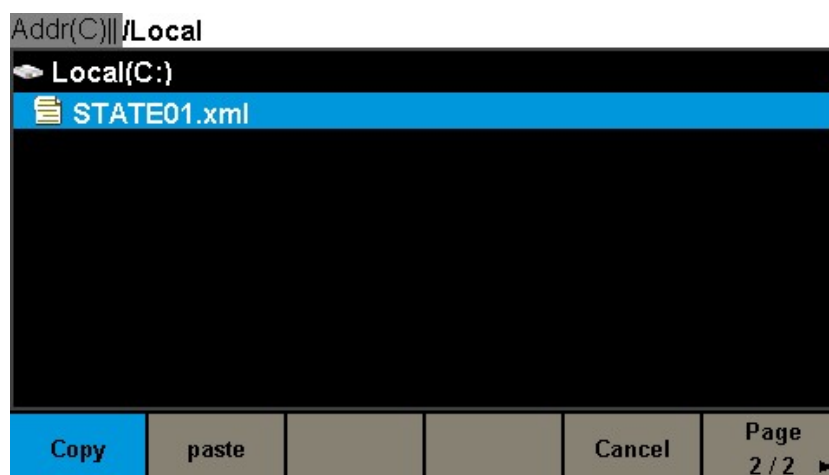 Addr(C)|| /Local
Local(C:)
STATE01.xml
Copy paste Cancel Page
2/2